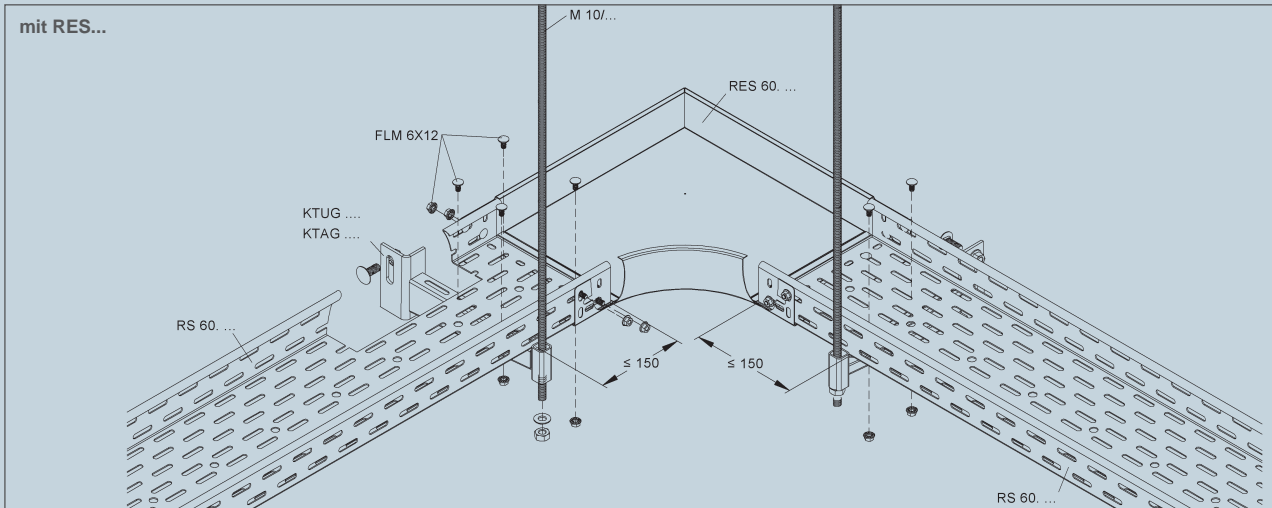 mit RES...
M 10/...
RES 60. ...
FLM 6X12
KTUG ....
KTAG ....
RS 60. ...
≤ 150
≤ 150
RS 60. ...